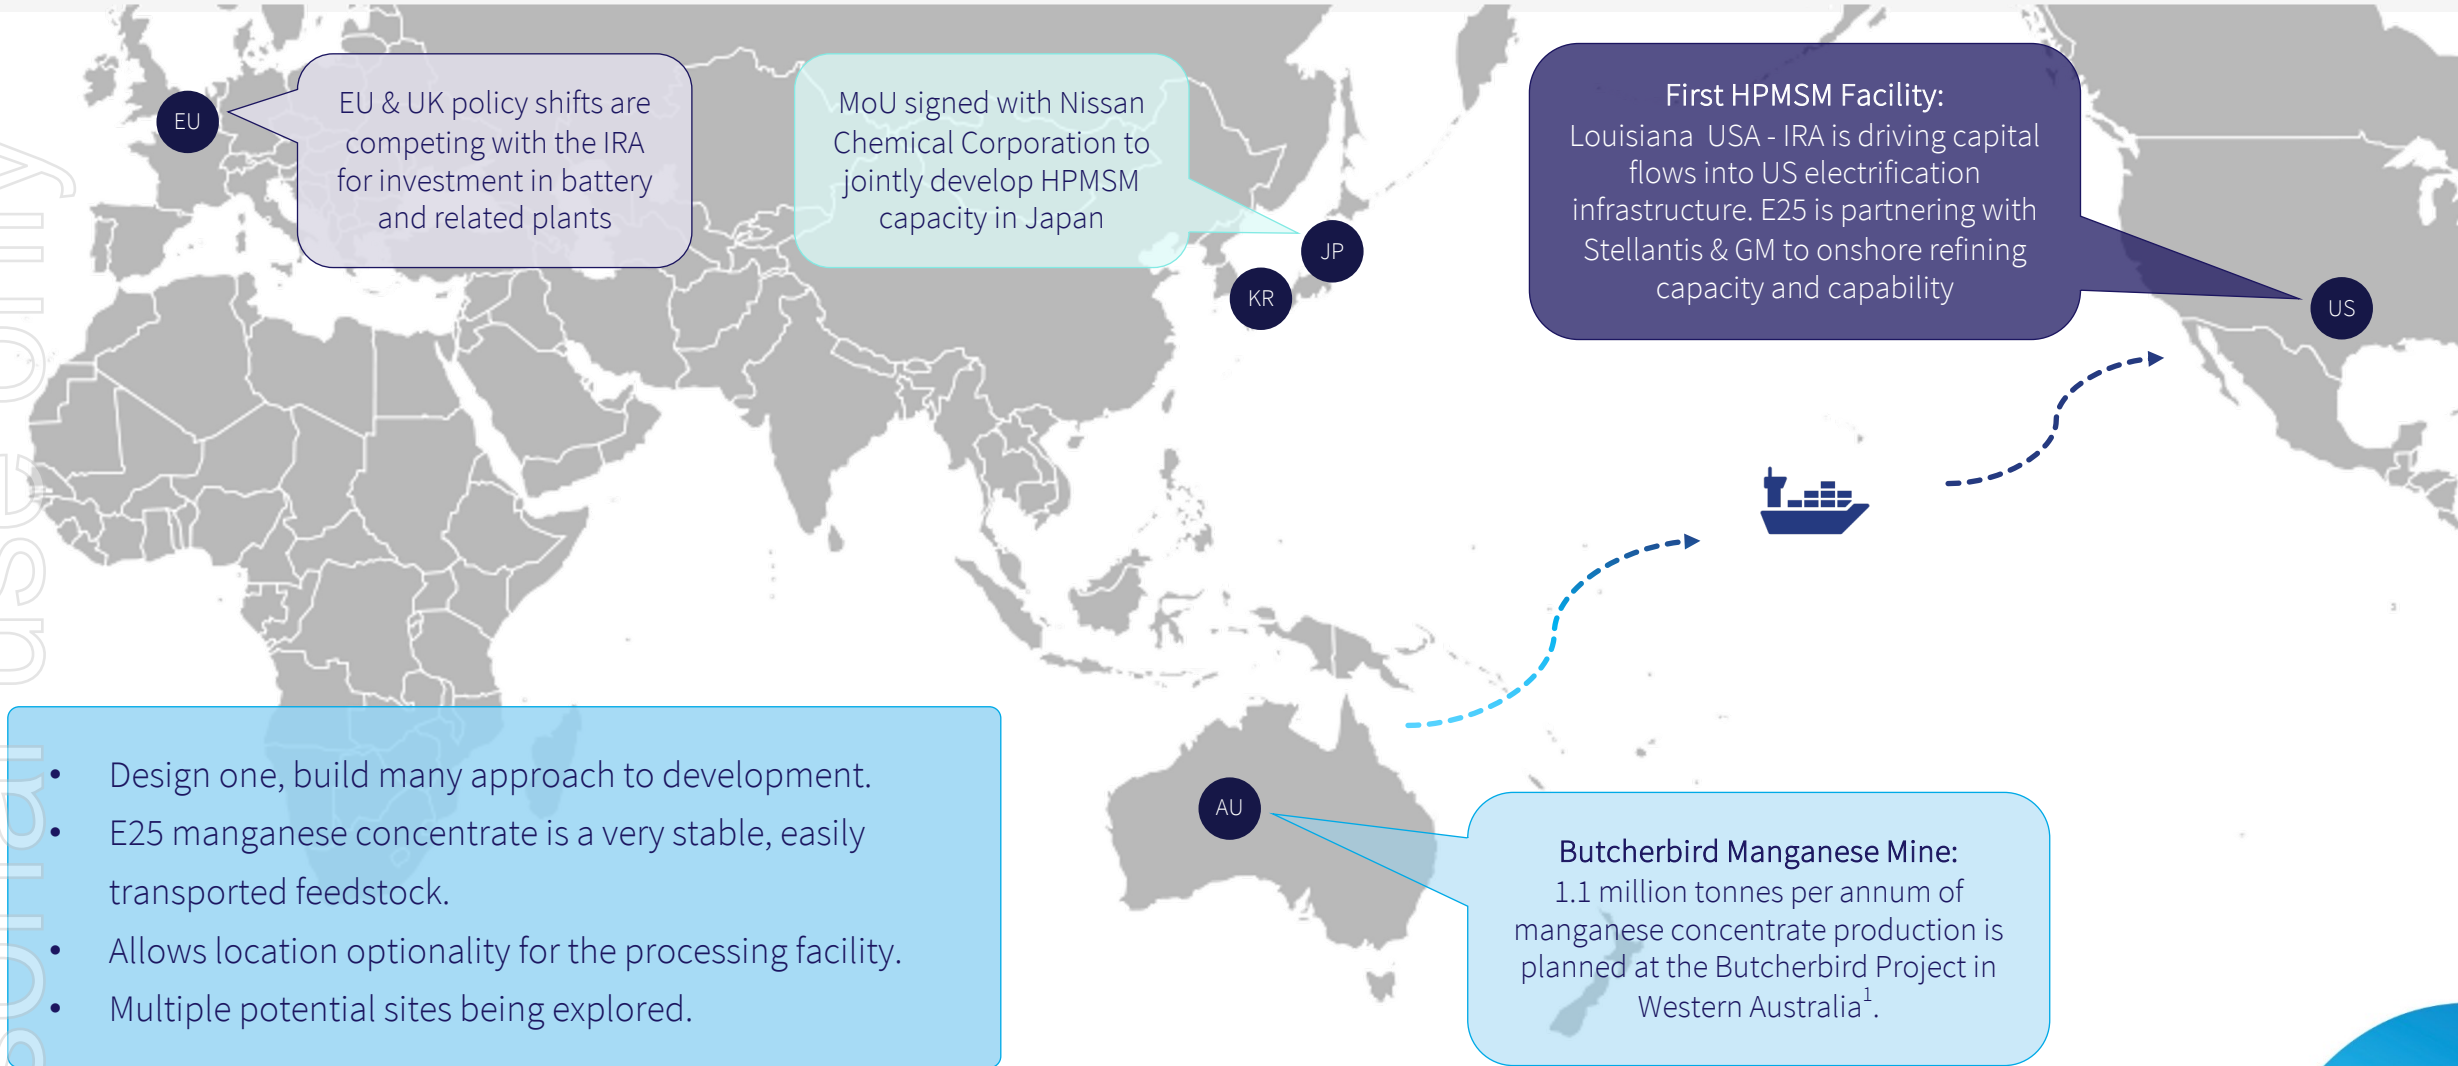 EU
EU & UK policy shifts are
competing with the IRA
for investment in battery
and related plants
MoU signed with Nissan
Chemical Corporation to
jointly develop HPMSM
capacity in Japan
JP
KR
First HPMSM Facility:
Louisiana  USA - IRA is driving capital
flows into US electrification
infrastructure. E25 is partnering with
Stellantis & GM to onshore refining
capacity and capability
US
• Design one, build many approach to development.
• E25 manganese concentrate is a very stable, easily
transported feedstock.
• Allows location optionality for the processing facility.
• Multiple potential sites being explored.
AU
Butcherbird Manganese Mine:
1.1 million tonnes per annum of
manganese concentrate production is
planned at the Butcherbird Project in
Western Australia¹.
use only